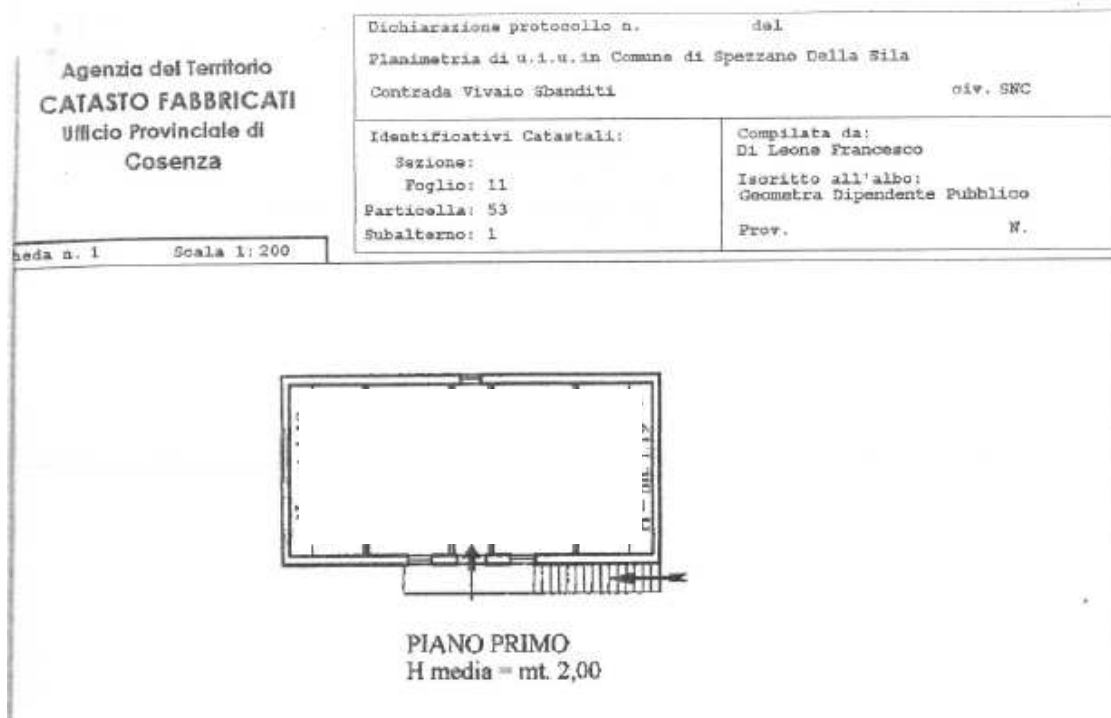 Agenzia del Territorio
CATASTO FABBRICATI
Ufficio Provinciale di
Cosenza
Dichiarazione protocollo n. del
Planimetria di u.i.u.in Comune di Spezzano Della Sila
Contrada Vivaio Sbanditi civ. SNC
Identificativi Catastali:
Sezione:
Foglio: 11
Particella: 53
Subalterno: 1
Compilata da:
Di Leone Francesco
Iscritto all'albo:
Geometra Dipendente Pubblico
Prov. N.
heda n. 1 Scala 1:200
PIANO PRIMO
H media = mt. 2,00